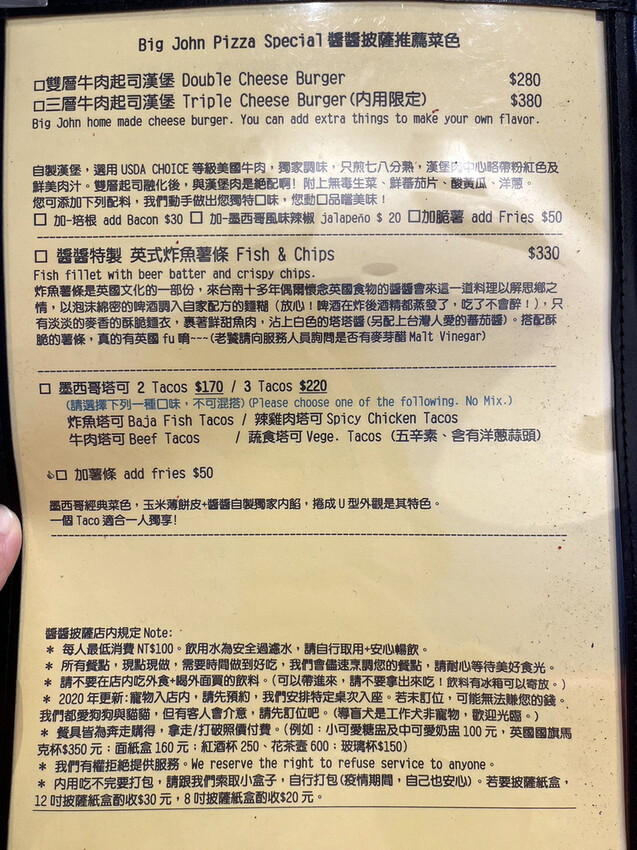 Big John Pizza Special 醬醬披薩推薦菜色
□雙層牛肉起司漢堡 Double Cheese Burger $280
□三層牛肉起司漢堡 Triple Cheese Burger(內用限定) $380
Big John home made cheese burger. You can add extra things to make your own flavor.
自製漢堡，選用 USDA CHOICE 等級美國牛肉，獨家調味，只煎七八分熟，漢堡肉中心略帶粉紅色及
鮮美肉汁。雙層起司融化後，與漢堡肉是絕配啊！附上無毒生菜、鮮番茄片、酸黃瓜、洋蔥。
您可添加下列配料，我們動手做出您獨特口味，您動口品嚐美味！
□ 加-培根 add Bacon $30 □ 加-墨西哥風味辣椒 jalapeño $ 20 □加脆薯 add Fries $50
□ 醬醬特製 英式炸魚薯條 Fish & Chips $330
Fish fillet with beer batter and crispy chips.
炸魚薯條是英國文化的一部份，來台南十多年偶爾懷念英國食物的醬醬會來這一道料理以解思鄉之
情，以泡沫綿密的啤酒調入自家配方的麵糊（放心！啤酒在炸後酒精都蒸發了，吃了不會醉！），只
有淡淡的麥香的酥脆麵衣，裹著鮮甜魚肉，沾上白色的塔塔醬(另配上台灣人愛的番茄醬)。搭配酥
脆的薯條，真的有英國 fu 唷~~~(老饕請向服務人員詢問是否有麥芽醋 Malt Vinegar)
□ 墨西哥塔可 2 Tacos $170 / 3 Tacos $220
(請選擇下列一種口味，不可混搭)(Please choose one of the following. No Mix.)
炸魚塔可 Baja Fish Tacos / 辣雞肉塔可 Spicy Chicken Tacos
牛肉塔可 Beef Tacos / 蔬食塔可 Vege. Tacos (五辛素、含有洋蔥蒜頭)
□ 加薯條 add fries $50
墨西哥經典菜色，玉米薄餅皮+醬醬自製獨家內餡，捲成 U 型外觀是其特色。
一個 Taco 適合一人獨享！
醬醬披薩店內規定 Note:
* 每人最低消費 NT$100。飲用水為安全過濾水，請自行取用+安心暢飲。
* 所有餐點，現點現做，需要時間做到好吃，我們會儘速烹調您的餐點，請耐心等待美好食光。
* 請不要在店內吃外食+喝外面買的飲料。（可以帶進來，請不要拿出來吃！飲料有冰箱可以寄放。）
* 2020 年更新:寵物入店內，請先預約，我們安排特定桌次入座。若未訂位，可能無法賺您的錢。
我們都愛狗狗與貓貓，但有客人會介意，請先訂位吧。（導盲犬是工作犬非寵物，歡迎光臨。）
* 餐具皆為奔走購得，拿走/打破照價付費。(例如：小可愛糖盅及中可愛奶盅 100 元，英國國旗馬
克杯$350 元；面紙盒 160 元；紅酒杯 250、花茶壺 600；玻璃杯$150)
* 我們有權拒絕提供服務。We reserve the right to refuse service to anyone.
* 內用吃不完要打包，請跟我們索取小盒子，自行打包(疫情期間，自己也安心)。若要披薩紙盒，
12 吋披薩紙盒酌收$30 元，8 吋披薩紙盒酌收$20 元。